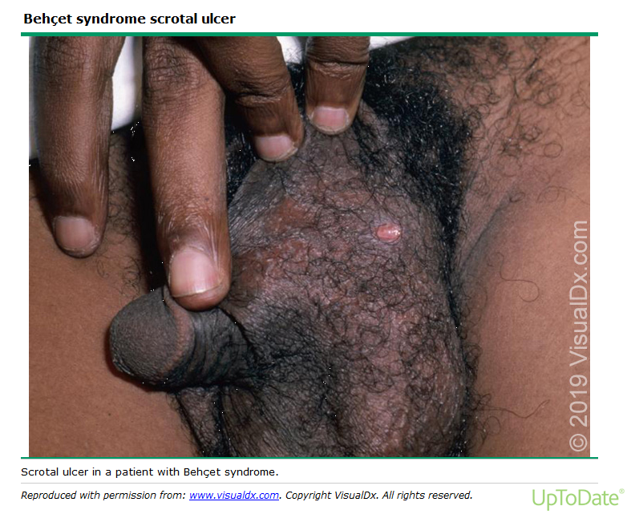 Behçet syndrome scrotal ulcer
© 2019 VisualDx.com
Scrotal ulcer in a patient with Behçet syndrome.
Reproduced with permission from: www.visualdx.com. Copyright VisualDx. All rights reserved.
UpToDate®